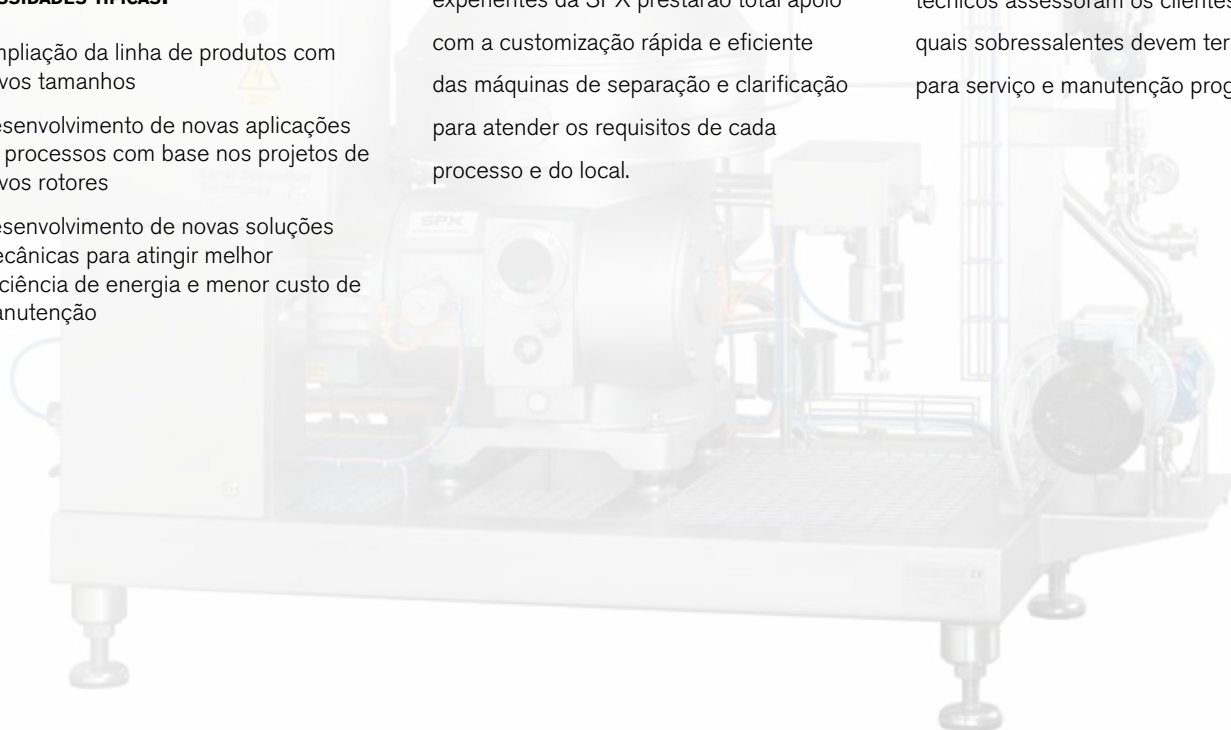 mpliação da linha de produtos com
vos tamanhos
esenvolvimento de novas aplicações
processos com base nos projetos de
vos rotores
esenvolvimento de novas soluções
ecânicas para atingir melhor
ciência de energia e menor custo de
anutenção
experientes da SPX prestarão total apoio
com a customização rápida e eficiente
das máquinas de separação e clarificação
para atender os requisitos de cada
processo e do local.
técnicos assessoram os clientes
quais sobressalentes devem ter
para serviço e manutenção prog
SPX